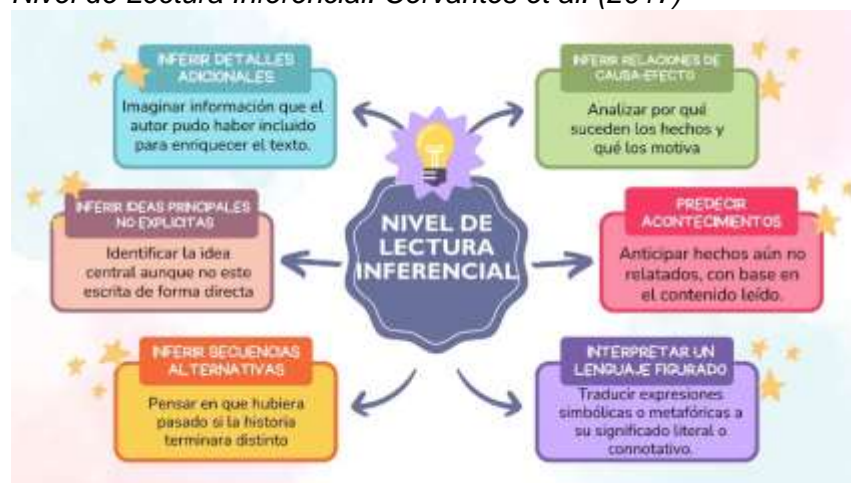 Nivel de Lectura Inferencial. Cervantes et al. (2017)
INFERIR DETALLES
ADICIONALES
Imaginar información que el
autor pudo haber incluido
para enriquecer el texto.
INFERIR IDEAS PRINCIPALES
NO EXPLICITAS
Identificar la idea
central aunque no este
escrita de forma directa
INFERIR SECUENCIAS
ALTERNATIVAS
Pensar en que hubiera
pasado si la historia
terminara distinto
NIVEL DE
LECTURA
INFERENCIAL
INFERIR RELACIONES DE
CAUSA-EFECTO
Analizar por qué
suceden los hechos y
qué los motiva
PREDECIR
ACONTECIMIENTOS
Anticipar hechos aún no
relatados, con base en
el contenido leído.
INTERPRETAR UN
LENGUAJE FIGURADO
Traducir expresiones
simbólicas o metafóricas a
su significado literal o
connotativo.